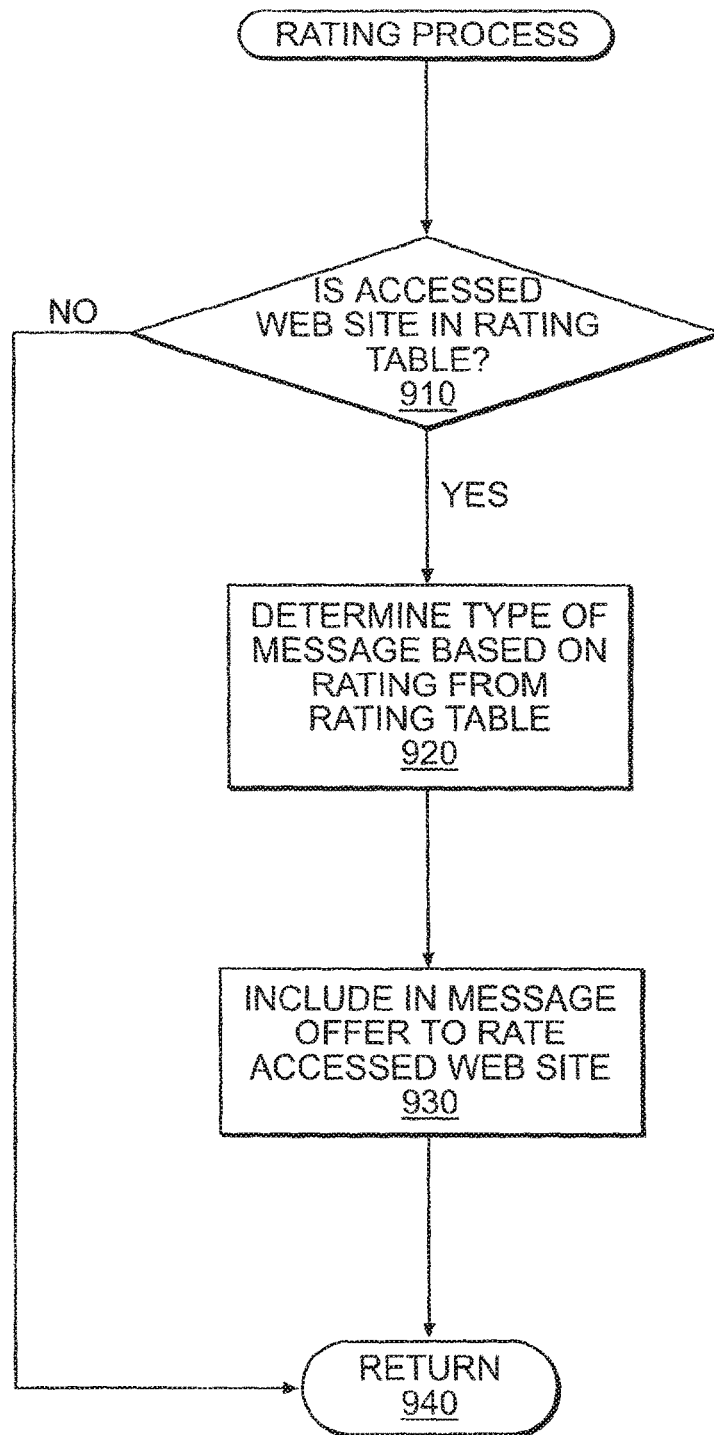 RATING PROCESS
IS ACCESSED
WEB SITE IN RATING
TABLE?
910
NO
YES
DETERMINE TYPE OF
MESSAGE BASED ON
RATING FROM
RATING TABLE
920
INCLUDE IN MESSAGE
OFFER TO RATE
ACCESSED WEB SITE
930
RETURN
940